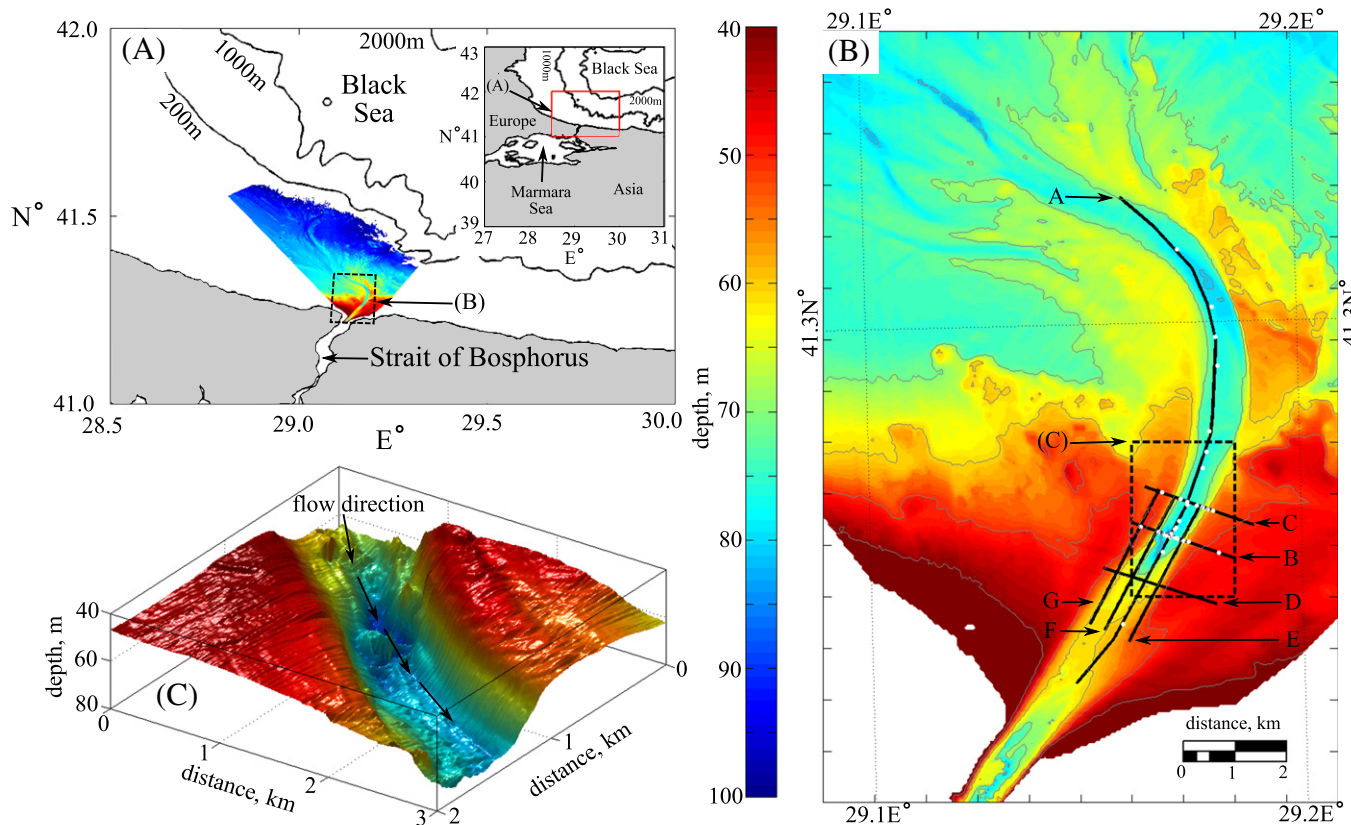 42.0
(A)
2000m
1000m
200m
Black
Sea
N°
41.5
41.0
28.5
29.0
29.5
30.0
E°
(B)
Strait of Bosphorus
43
42
N°41
40
39
27
28
29
30
31
E°
(A)
1000m
Black Sea
2000m
Europe
Marmara
Sea
Asia
40
50
60
70
80
90
100
depth, m
flow direction
40
60
80
depth, m
(C)
0
1
2
3
distance, km
0
1
2
distance, km
29.1E°
29.2E°
(B)
41.3N°
41.3N°
A
(C)
C
B
D
E
G
F
distance, km
0 1 2
29.1E°
29.2E°